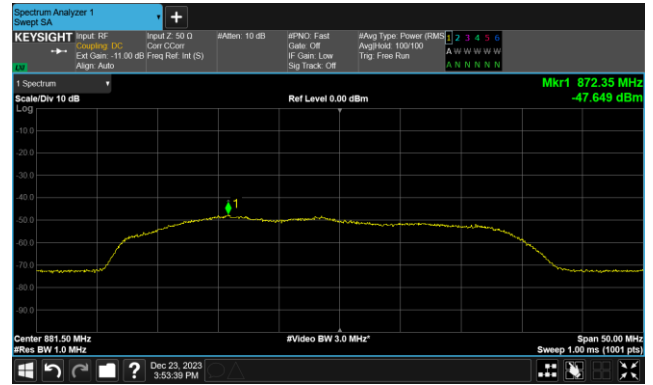 Spectrum Analyzer 1
Swept SA
+
KEYSIGHT
Input: RF
Coupling: DC
Ext Gain: -11.00 dB
Align: Auto
Input Z: 50 Ω
Corr CCorr
Freq Ref: Int (S)
#Atten: 10 dB
#PNO: Fast
Gate: Off
IF Gain: Low
Sig Track: Off
#Avg Type: Power (RMS
Avg|Hold: 100/100
Trig: Free Run
1 2 3 4 5 6
A W W W W W
A N N N N N
1 Spectrum
Scale/Div 10 dB
Ref Level 0.00 dBm
Mkr1 872.35 MHz
-47.649 dBm
Log
-10.0
-20.0
-30.0
-40.0
1
-50.0
-60.0
-70.0
-80.0
-90.0
Center 881.50 MHz
#Video BW 3.0 MHz*
Span 50.00 MHz
#Res BW 1.0 MHz
Sweep 1.00 ms (1001 pts)
?
Dec 23, 2023
3:53:39 PM